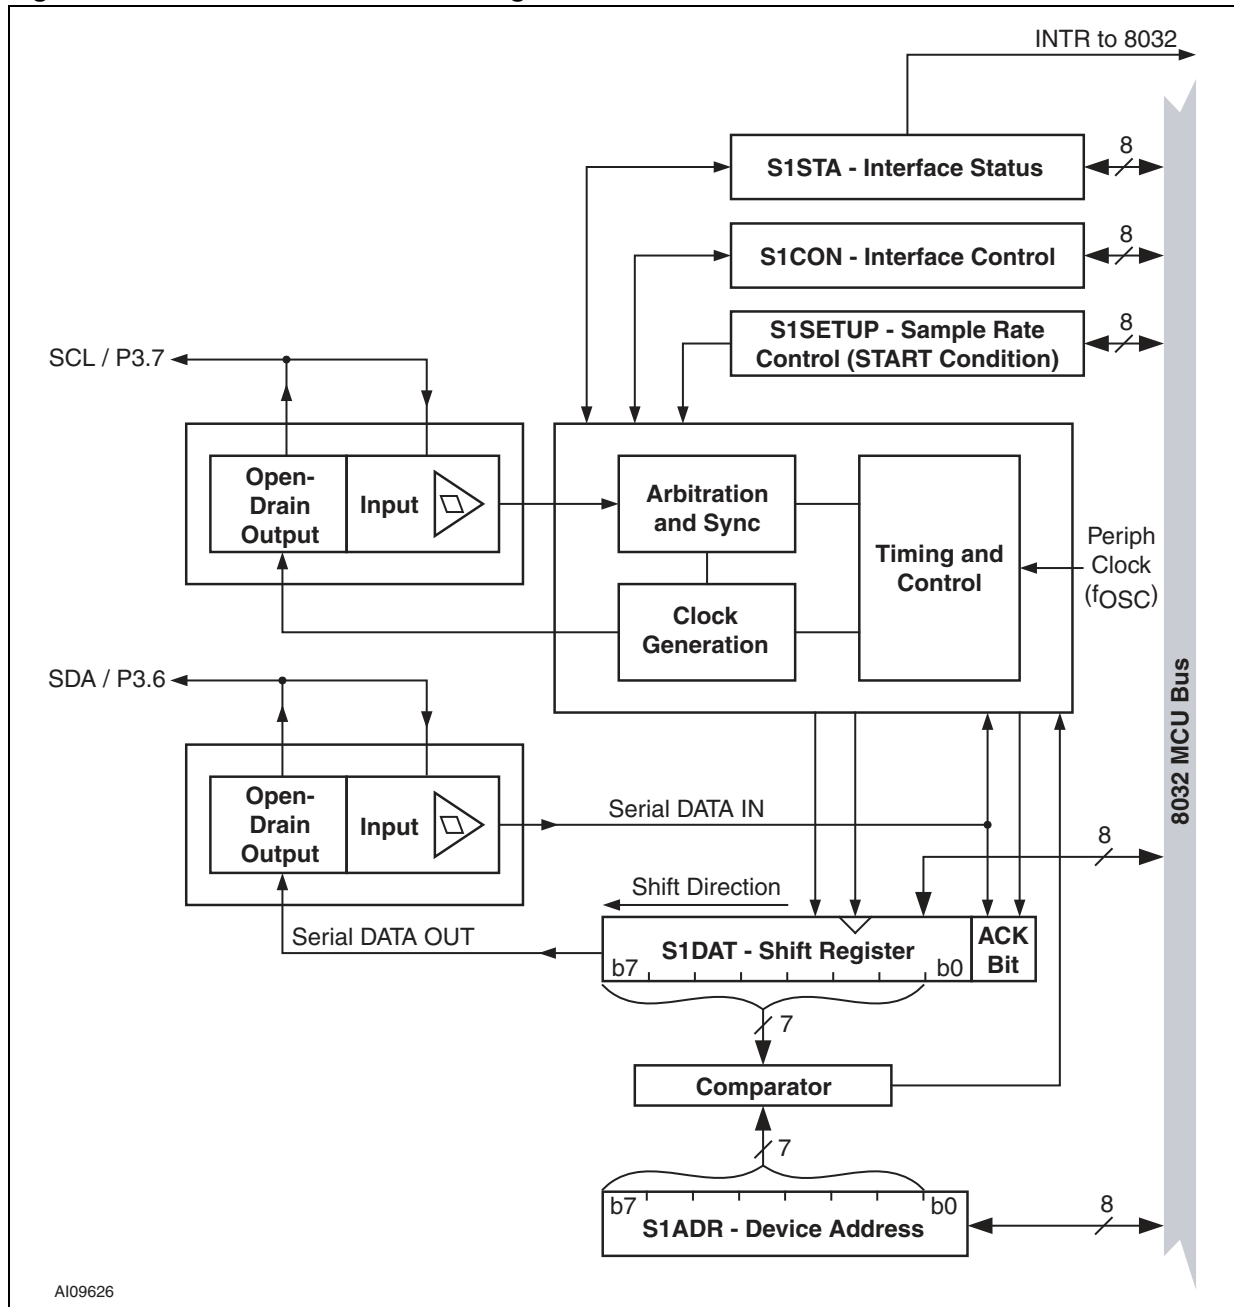 INTR to 8032
8
S1STA - Interface Status
8
S1CON - Interface Control
8
S1SETUP - Sample Rate
Control (START Condition)
SCL / P3.7
Open-
Drain
Output
Input
Arbitration
and Sync
Timing and
Control
Periph
Clock
(fOSC)
Clock
Generation
SDA / P3.6
8032 MCU Bus
Open-
Drain
Output
Input
Serial DATA IN
8
Shift Direction
Serial DATA OUT
S1DAT - Shift Register
ACK
Bit
b7
b0
7
Comparator
7
b7
b0
8
S1ADR - Device Address
AI09626